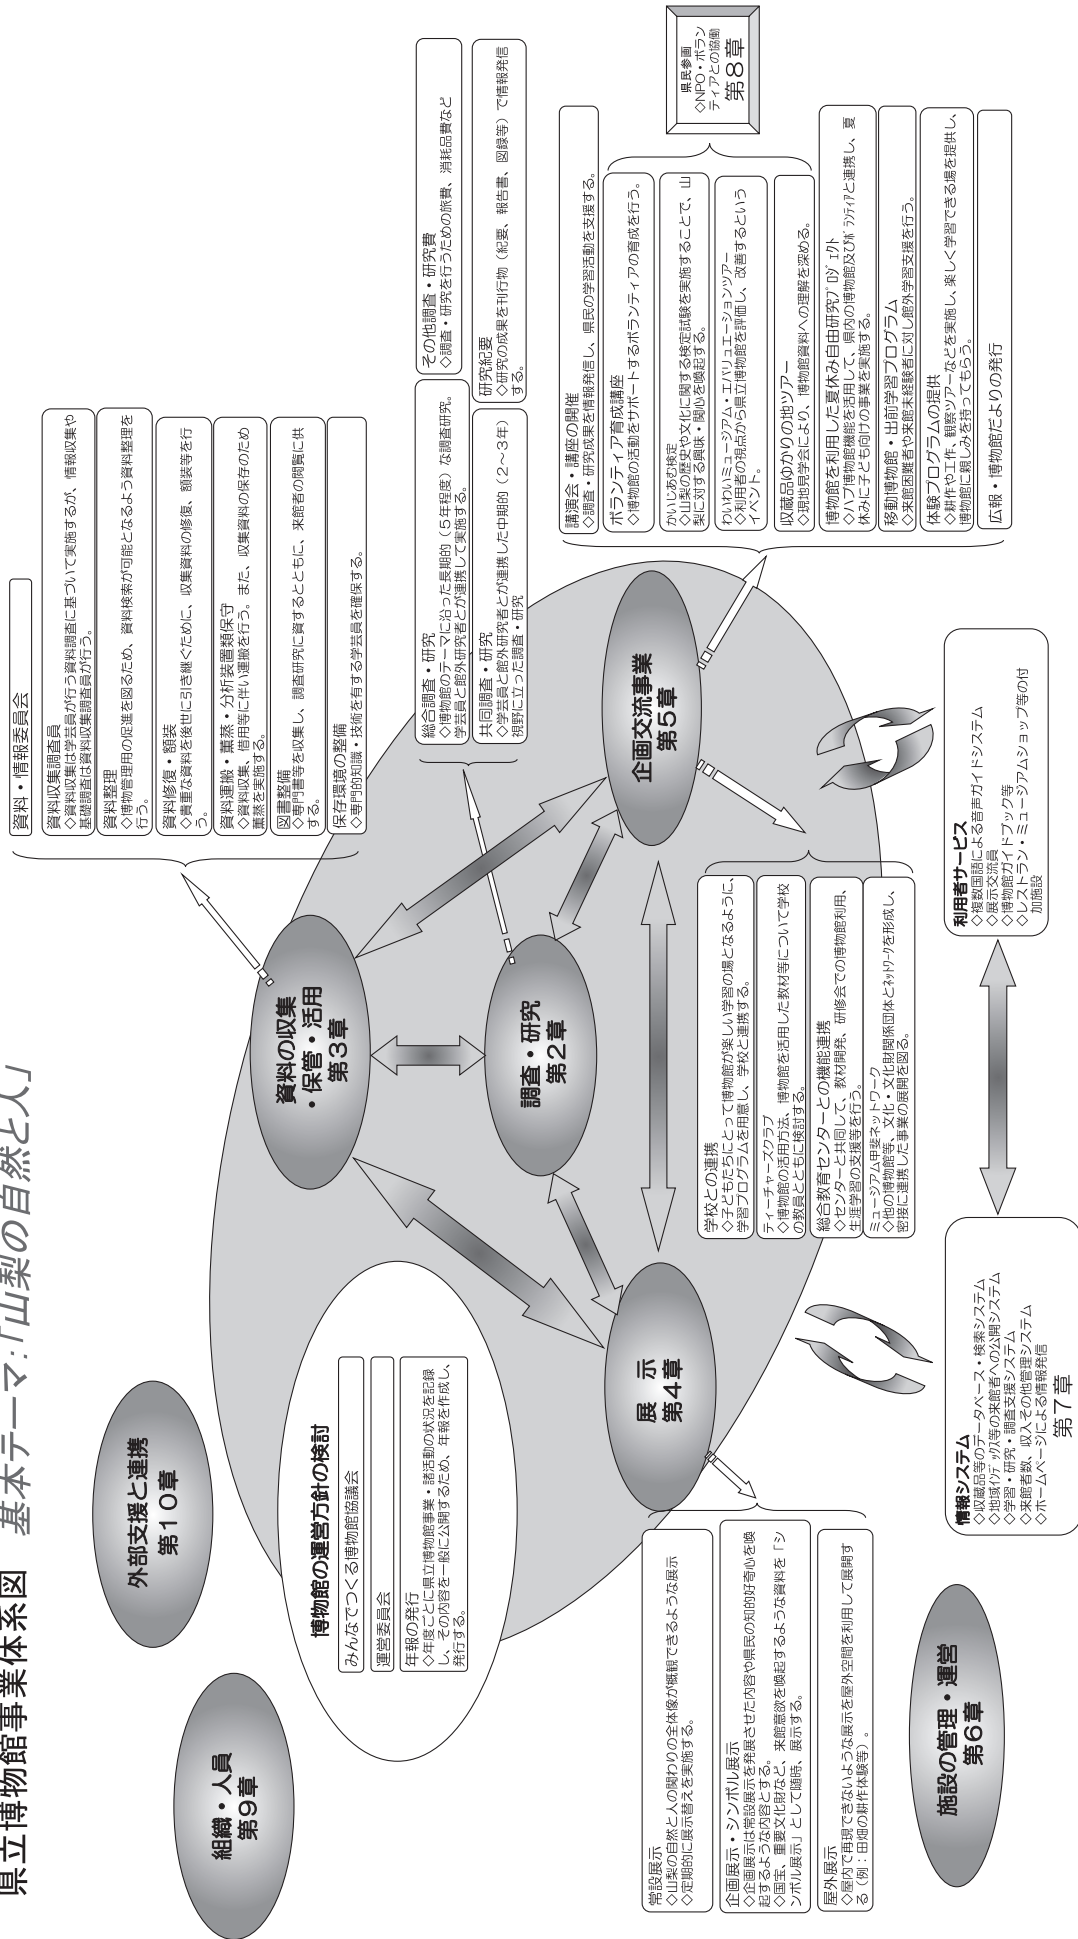 県立博物館事業体系図　基本テーマ：「山梨の自然と人」
組織・人員
第9章
外部支援と連携
第10章
博物館の運営方針の検討
みんなでつくる博物館協議会
運営委員会
年報の発行
◇年度ごとに県立博物館事業・諸活動の状況を記録
し、その内容を一般に公開するため、年報を作成し、
発行する。
資料の収集
・保管・活用
第3章
資料・情報委員会
資料収集調査員
◇資料収集は学芸員が行う資料調査に基づいて実施するが、情報収集や
基礎調査は資料収集調査員が行う。
資料整理
◇博物管理用の促進を図るため、資料検索が可能となるよう資料整理を
行う。
資料修復・額装
◇貴重な資料を後世に引き継ぐために、収集資料の修復、額装等を行
う。
資料運搬・薫蒸・分析装置類保守
◇資料収集、借用等に伴い運搬を行う。また、収集資料の保存のため
薫蒸を実施する。
図書整備
◇専門書等を収集し、調査研究に資するとともに、来館者の閲覧に供
する。
保存環境の整備
◇専門的知識・技術を有する学芸員を確保する。
調査・研究
第2章
総合調査・研究
◇博物館のテーマに沿った長期的（5年程度）な調査研究。
学芸員と館外研究者とが連携して実施する。
共同調査・研究
◇学芸員と館外研究者とが連携した中期的（2～3年）
視野に立った調査・研究
その他調査・研究費
◇調査・研究を行うための旅費、消耗品費など
研究紀要
◇研究の成果を刊行物（紀要、報告書、図録等）で情報発信
する。
企画交流事業
第5章
講演会・講座の開催
◇調査・研究成果を情報発信し、県民の学習活動を支援する。
ボランティア育成講座
◇博物館の活動をサポートするボランティアの育成を行う。
かいじあむ検定
◇山梨の歴史や文化に関する検定試験を実施することで、山
梨に対する興味・関心を喚起する。
わいわいミュージアム・エバリュエーションツアー
◇利用者の視点から県立博物館を評価し、改善するという
イベント。
収蔵品ゆかりの地ツアー
◇現地見学会により、博物館資料への理解を深める。
博物館を利用した夏休み自由研究ﾌﾟﾛｼﾞｪｸﾄ
◇ハブ博物館機能を活用して、県内の博物館及びﾎﾞﾗﾝﾃｨｱと連携し、夏
休みに子ども向けの事業を実施する。
移動博物館・出前学習プログラム
◇来館困難者や来館未経験者に対し館外学習支援を行う。
体験プログラムの提供
◇耕作や工作、観察ツアーなどを実施し、楽しく学習できる場を提供し、
博物館に親しみを持ってもらう。
広報・博物館だよりの発行
県民参画
◇NPO・ボラン
ティアとの協働
第8章
学校との連携
◇子どもたちにとって博物館が楽しい学習の場となるように、
学習プログラムを用意し、学校と連携する。
ティーチャーズクラブ
◇博物館の活用方法、博物館を活用した教材等について学校
の教員とともに検討する。
総合教育センターとの機能連携
◇センターと共同して、教材開発、研修会での博物館利用、
生涯学習の支援等を行う。
ミュージアム甲斐ネットワーク
◇他の博物館等、文化・文化財関係団体とﾈｯﾄﾜｰｸを形成し、
密接に連携した事業の展開を図る。
展　示
第4章
常設展示
◇山梨の自然と人の関わりの全体像が概観できるような展示
◇定期的に展示替えを実施する。
企画展示・シンボル展示
◇企画展示は常設展示を発展させた内容や県民の知的好奇心を喚
起するような内容とする。
◇国宝、重要文化財など、来館意欲を喚起するような資料を「シ
ンボル展示」として随時、展示する。
屋外展示
◇屋内で再現できないような展示を屋外空間を利用して展開す
る（例：田畑の耕作体験等）。
施設の管理・運営
第6章
情報システム
◇収蔵品等のデータベース・検索システム
◇地域ｲﾝﾃﾞｯｸｽ等の来館者への公開システム
◇学習・研究・調査支援システム
◇来館者数、収入その他管理システム
◇ホームページによる情報発信
第7章
利用者サービス
◇複数国語による音声ガイドシステム
◇展示交流員
◇博物館ガイドブック等
◇レストラン・ミュージアムショップ等の付
加施設